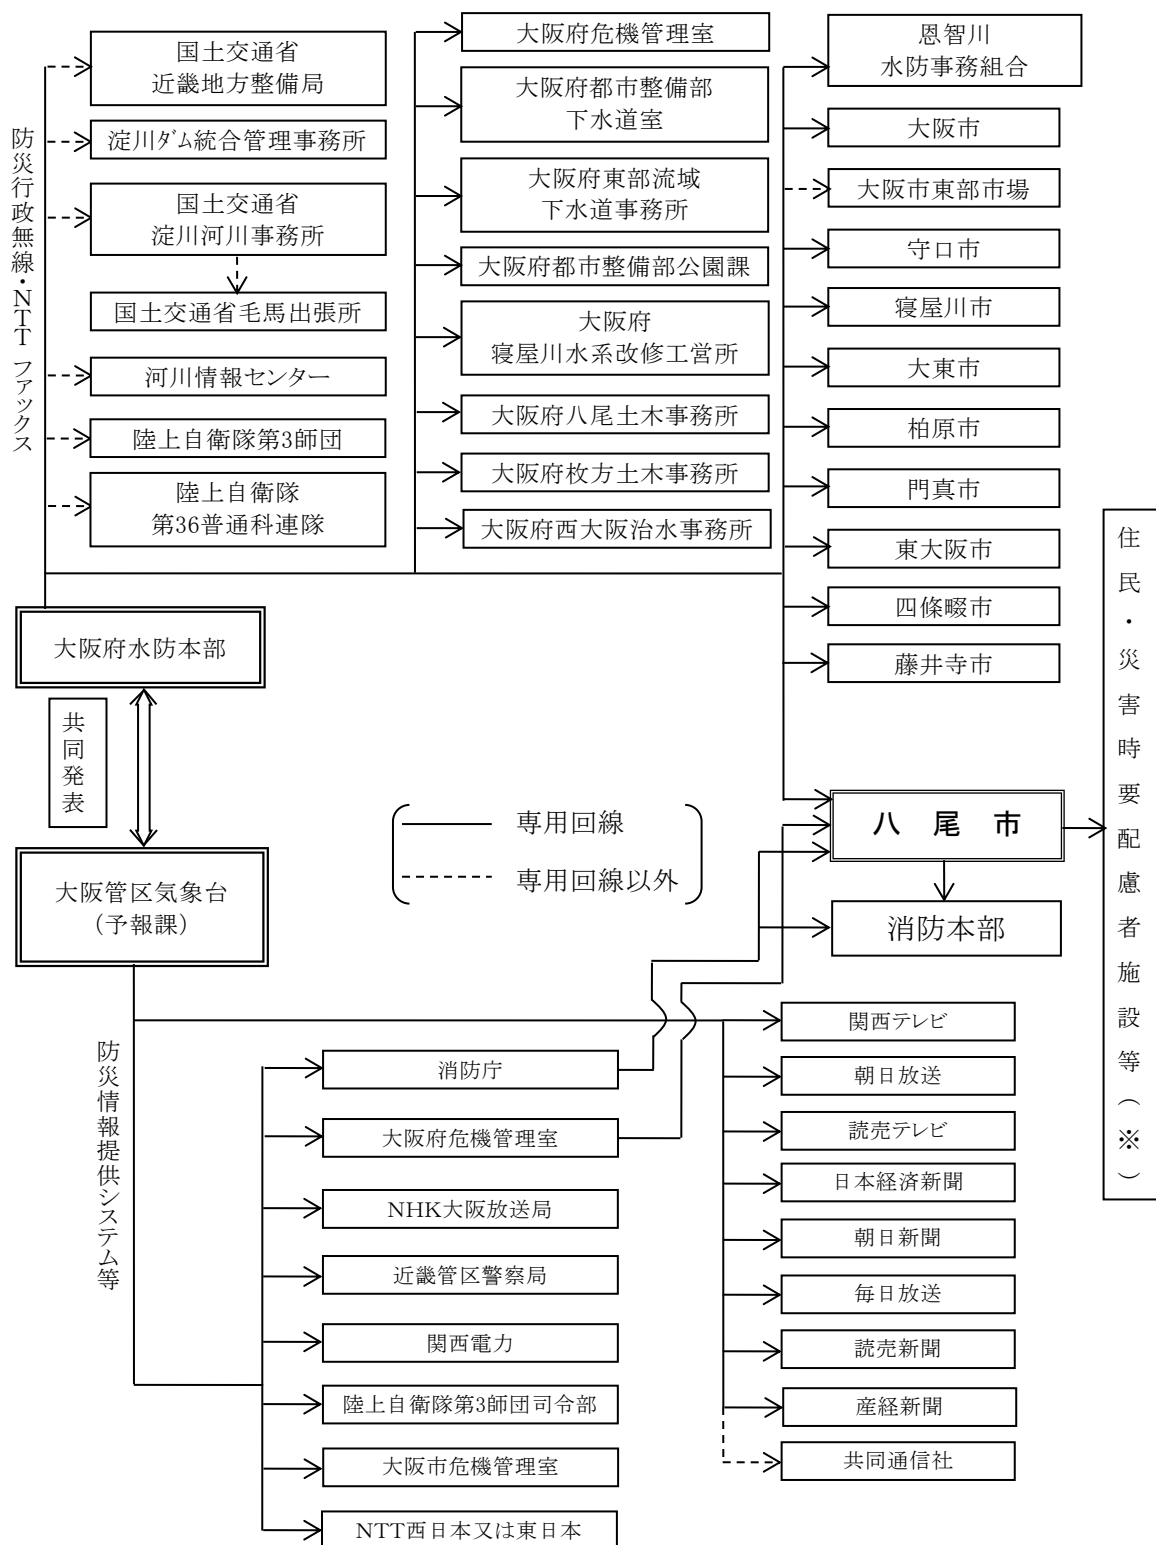 防災行政無線・NTT ファックス
国土交通省
近畿地方整備局
淀川ダム統合管理事務所
国土交通省
淀川河川事務所
国土交通省毛馬出張所
河川情報センター
陸上自衛隊第3師団
陸上自衛隊
第36普通科連隊
大阪府危機管理室
大阪府都市整備部
下水道室
大阪府東部流域
下水道事務所
大阪府都市整備部公園課
大阪府
寝屋川水系改修工営所
大阪府八尾土木事務所
大阪府枚方土木事務所
大阪府西大阪治水事務所
恩智川
水防事務組合
大阪市
大阪市東部市場
守口市
寝屋川市
大東市
柏原市
門真市
東大阪市
四條畷市
藤井寺市
大阪府水防本部
共同発表
大阪管区気象台
(予報課)
専用回線
専用回線以外
八 尾 市
消防本部
住民・災害時要配慮者施設等(※)
防災情報提供システム等
消防庁
大阪府危機管理室
NHK大阪放送局
近畿管区警察局
関西電力
陸上自衛隊第3師団司令部
大阪市危機管理室
NTT西日本又は東日本
関西テレビ
朝日放送
読売テレビ
日本経済新聞
朝日新聞
毎日放送
読売新聞
産経新聞
共同通信社